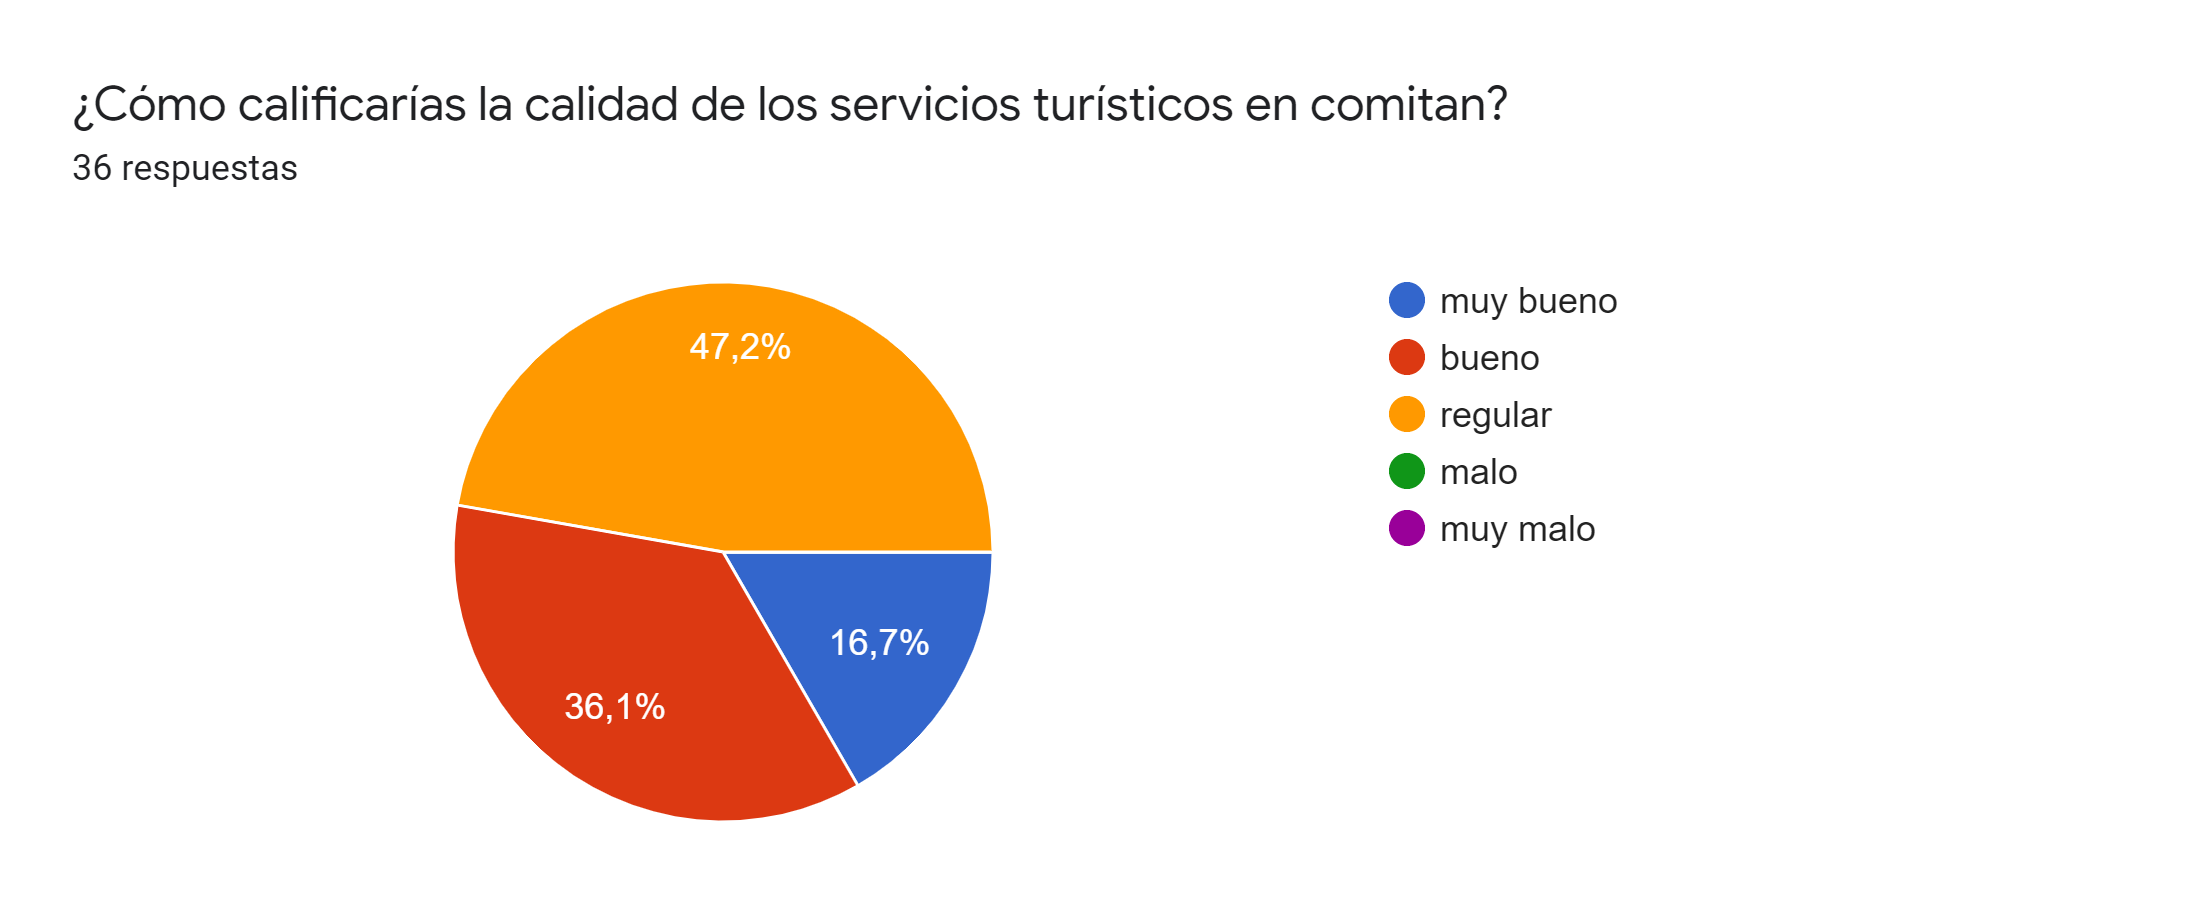 ¿Cómo calificarías la calidad de los servicios turísticos en comitan?
36 respuestas
47,2%
16,7%
36,1%
muy bueno
bueno
regular
malo
muy malo